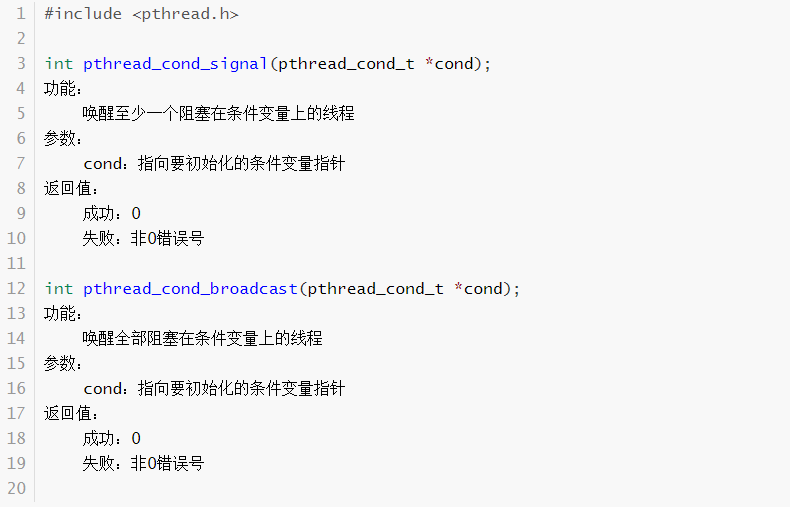 1 #include <pthread.h>
2
3 int pthread_cond_signal(pthread_cond_t *cond);
4 功能：
5 唤醒至少一个阻塞在条件变量上的线程
6 参数：
7 cond：指向要初始化的条件变量指针
8 返回值：
9 成功：0
10 失败：非0错误号
11
12 int pthread_cond_broadcast(pthread_cond_t *cond);
13 功能：
14 唤醒全部阻塞在条件变量上的线程
15 参数：
16 cond：指向要初始化的条件变量指针
17 返回值：
18 成功：0
19 失败：非0错误号
20